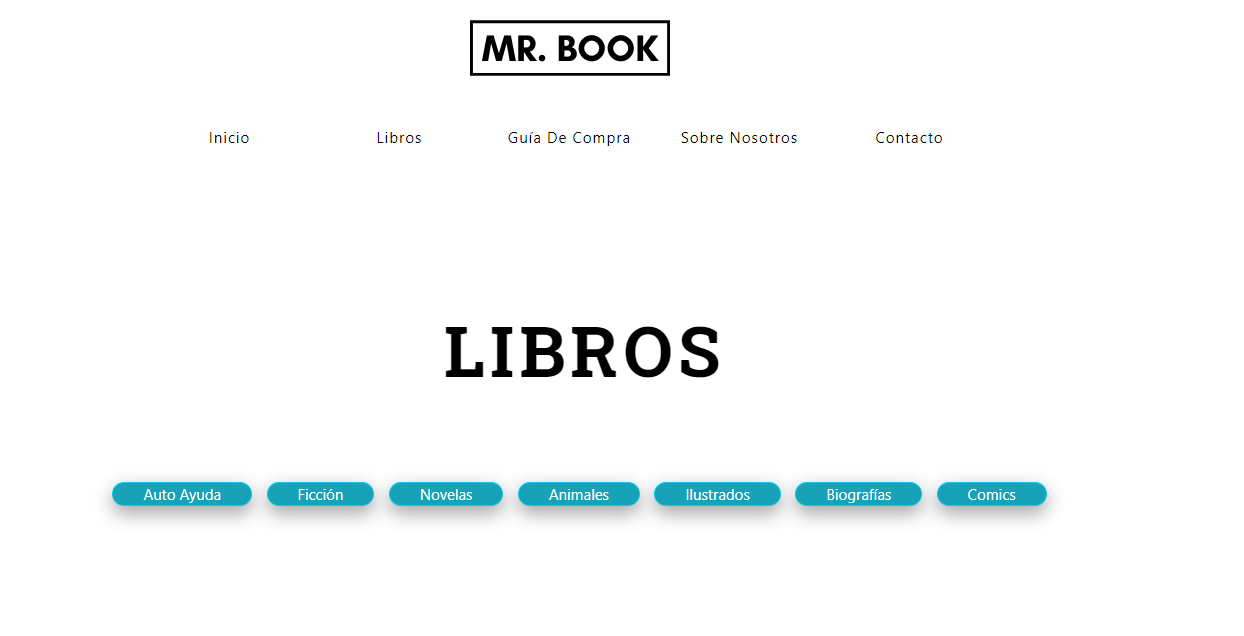 MR. BOOK
Inicio Libros Guía De Compra Sobre Nosotros Contacto
LIBROS
Auto Ayuda Ficción Novelas Animales Ilustrados Biografías Comics